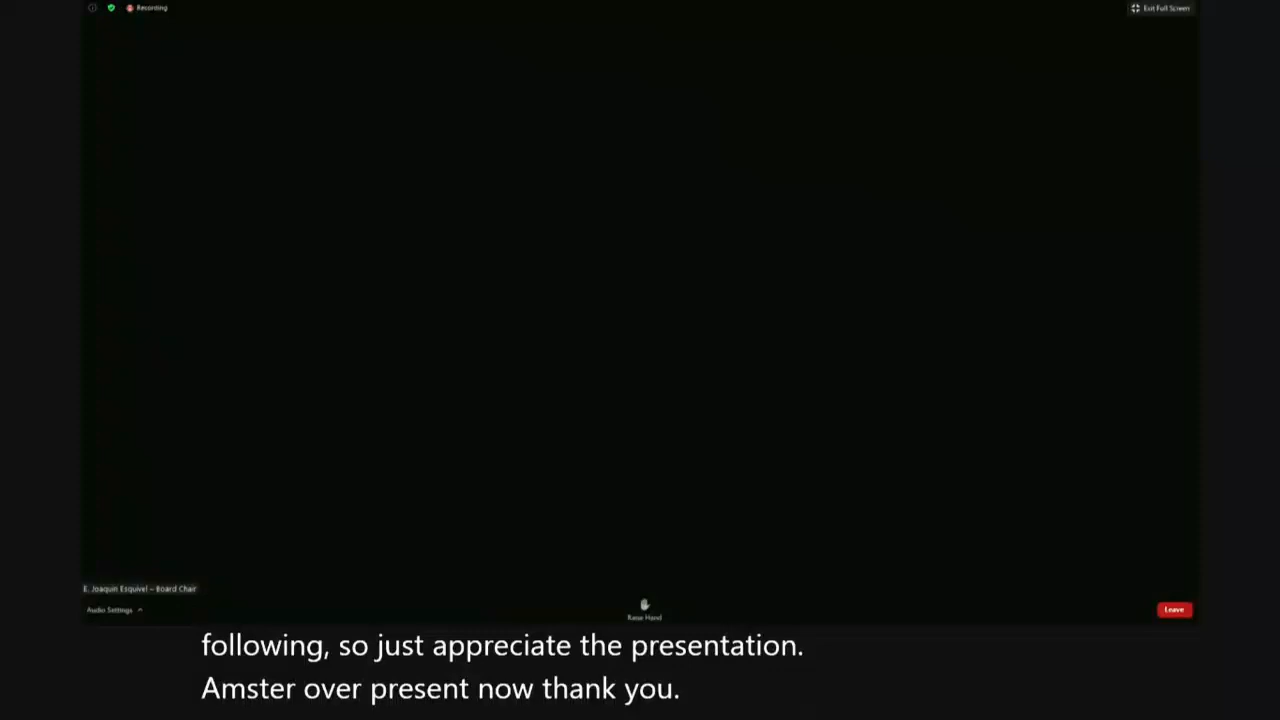 Recording
Exit Full Screen
E. Joaquin Esquivel – Board Chair
Audio Settings
Raise Hand
Leave
following, so just appreciate the presentation.
Amster over present now thank you.